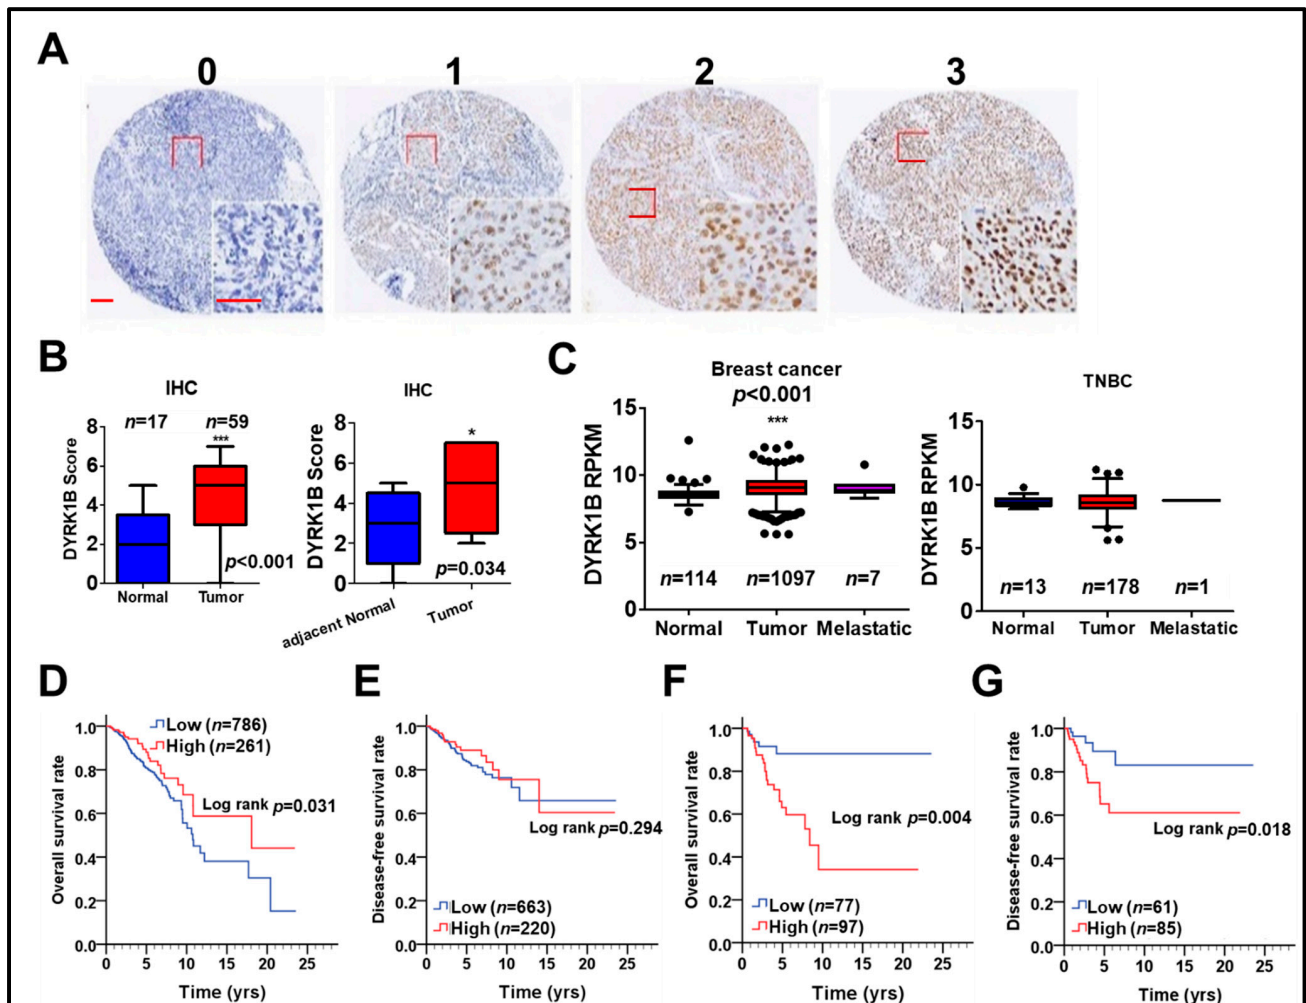 A
0 1 2 3
B
IHC
n=17 n=59
***
DYRK1B Score
8
6
4
2
0
p<0.001
Normal Tumor
IHC
*
DYRK1B Score
8
6
4
2
0
p=0.034
adjacent Normal Tumor
C
Breast cancer
p<0.001
***
DYRK1B RPKM
15
10
5
0
n=114 n=1097 n=7
Normal Tumor Melastatic
TNBC
DYRK1B RPKM
15
10
5
0
n=13 n=178 n=1
Normal Tumor Melastatic
D
Low (n=786)
High (n=261)
Log rank p=0.031
Overall survival rate
1.0
0.8
0.6
0.4
0.2
0.0
0 5 10 15 20 25
Time (yrs)
E
Log rank p=0.294
Low (n=663)
High (n=220)
Disease-free survival rate
1.0
0.8
0.6
0.4
0.2
0.0
0 5 10 15 20 25
Time (yrs)
F
Log rank p=0.004
Low (n=77)
High (n=97)
Overall survival rate
1.0
0.8
0.6
0.4
0.2
0.0
0 5 10 15 20 25
Time (yrs)
G
Log rank p=0.018
Low (n=61)
High (n=85)
Disease-free survival rate
1.0
0.8
0.6
0.4
0.2
0.0
0 5 10 15 20 25
Time (yrs)